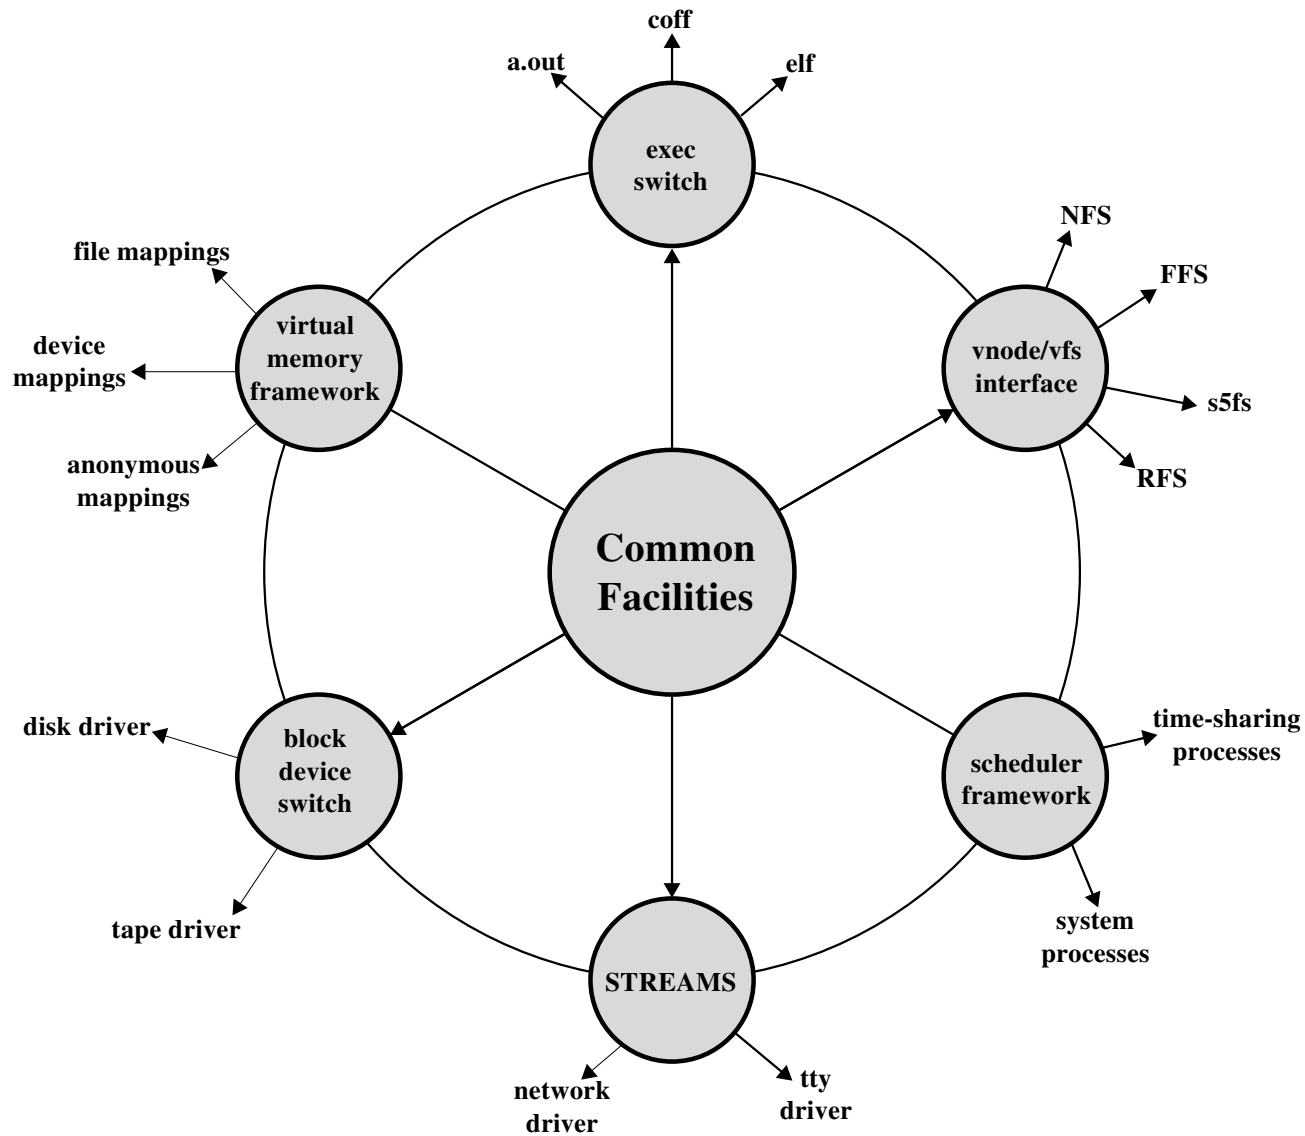 coff
a.out
elf
exec
switch
NFS
FFS
vnode/vfs
interface
s5fs
RFS
file mappings
virtual
memory
framework
device
mappings
anonymous
mappings
Common
Facilities
disk driver
block
device
switch
tape driver
time-sharing
processes
scheduler
framework
system
processes
STREAMS
network
driver
tty
driver